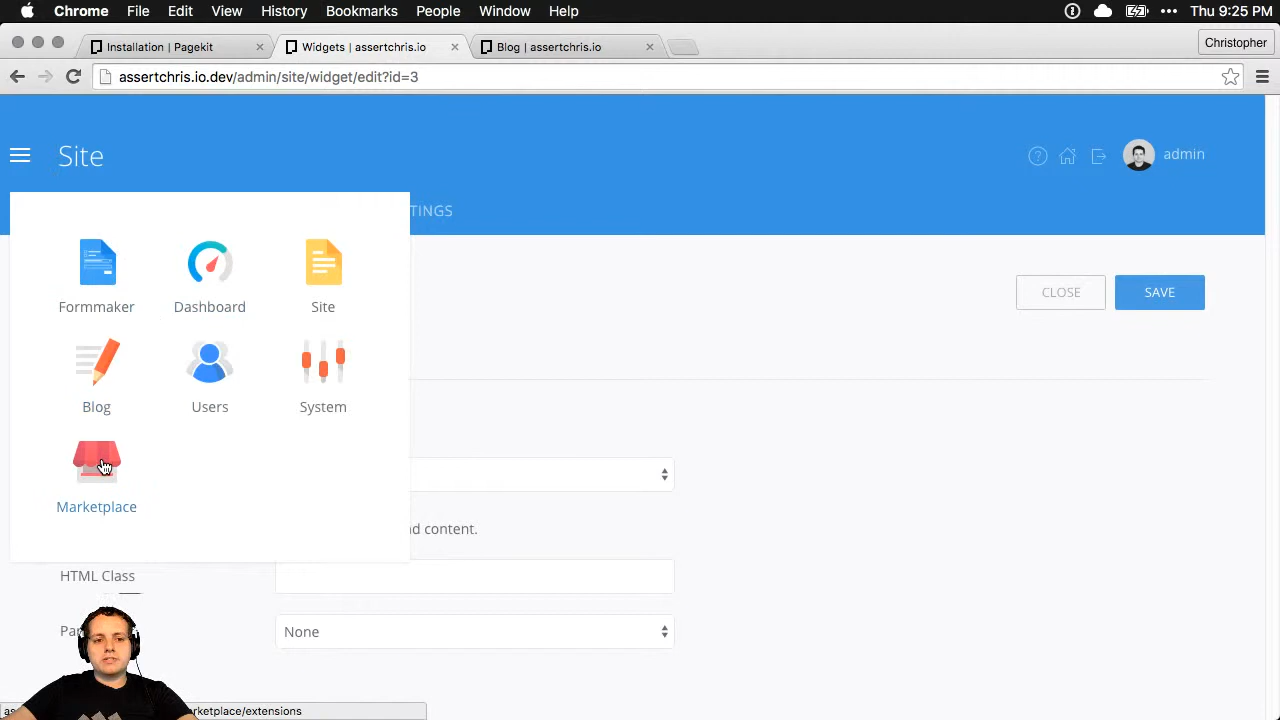 Chrome File Edit View History Bookmarks People Window Help Thu 9:25 PM
Installation | Pagekit
Widgets | assertchris.io
Blog | assertchris.io
Christopher
assertchris.io.dev/admin/site/widget/edit?id=3
Site
admin
TINGS
CLOSE
SAVE
Formmaker
Dashboard
Site
Blog
Users
System
Marketplace
d content.
HTML Class
None
rketplace/extensions